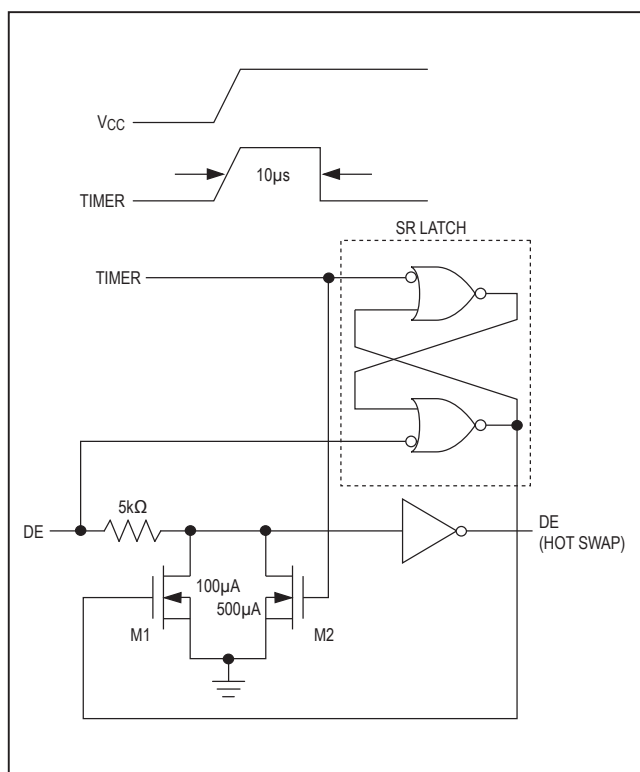 VCC
10µs
TIMER
SR LATCH
TIMER
5kΩ
DE
DE
(HOT SWAP)
100µA
500µA
M1
M2